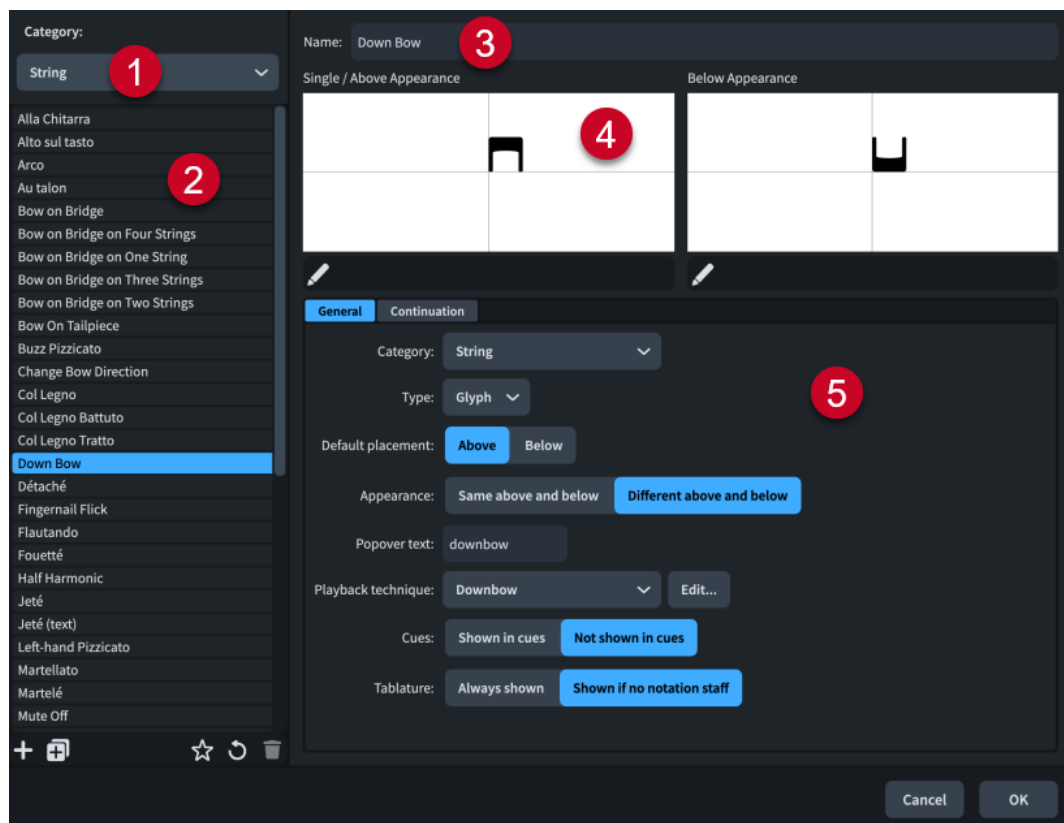 Category:
String
1
Alla Chitarra
Alto sul tasto
Arco
Au talon
2
Bow on Bridge
Bow on Bridge on Four Strings
Bow on Bridge on One String
Bow on Bridge on Three Strings
Bow on Bridge on Two Strings
Bow On Tailpiece
Buzz Pizzicato
Change Bow Direction
Col Legno
Col Legno Battuto
Col Legno Tratto
Down Bow
Détaché
Fingernail Flick
Flautando
Fouetté
Half Harmonic
Jeté
Jeté (text)
Left-hand Pizzicato
Martellato
Martelé
Mute Off
Name: Down Bow
3
Single / Above Appearance
Below Appearance
4
General Continuation
Category: String
5
Type: Glyph
Default placement: Above Below
Appearance: Same above and below Different above and below
Popover text: downbow
Playback technique: Downbow Edit...
Cues: Shown in cues Not shown in cues
Tablature: Always shown Shown if no notation staff
Cancel OK